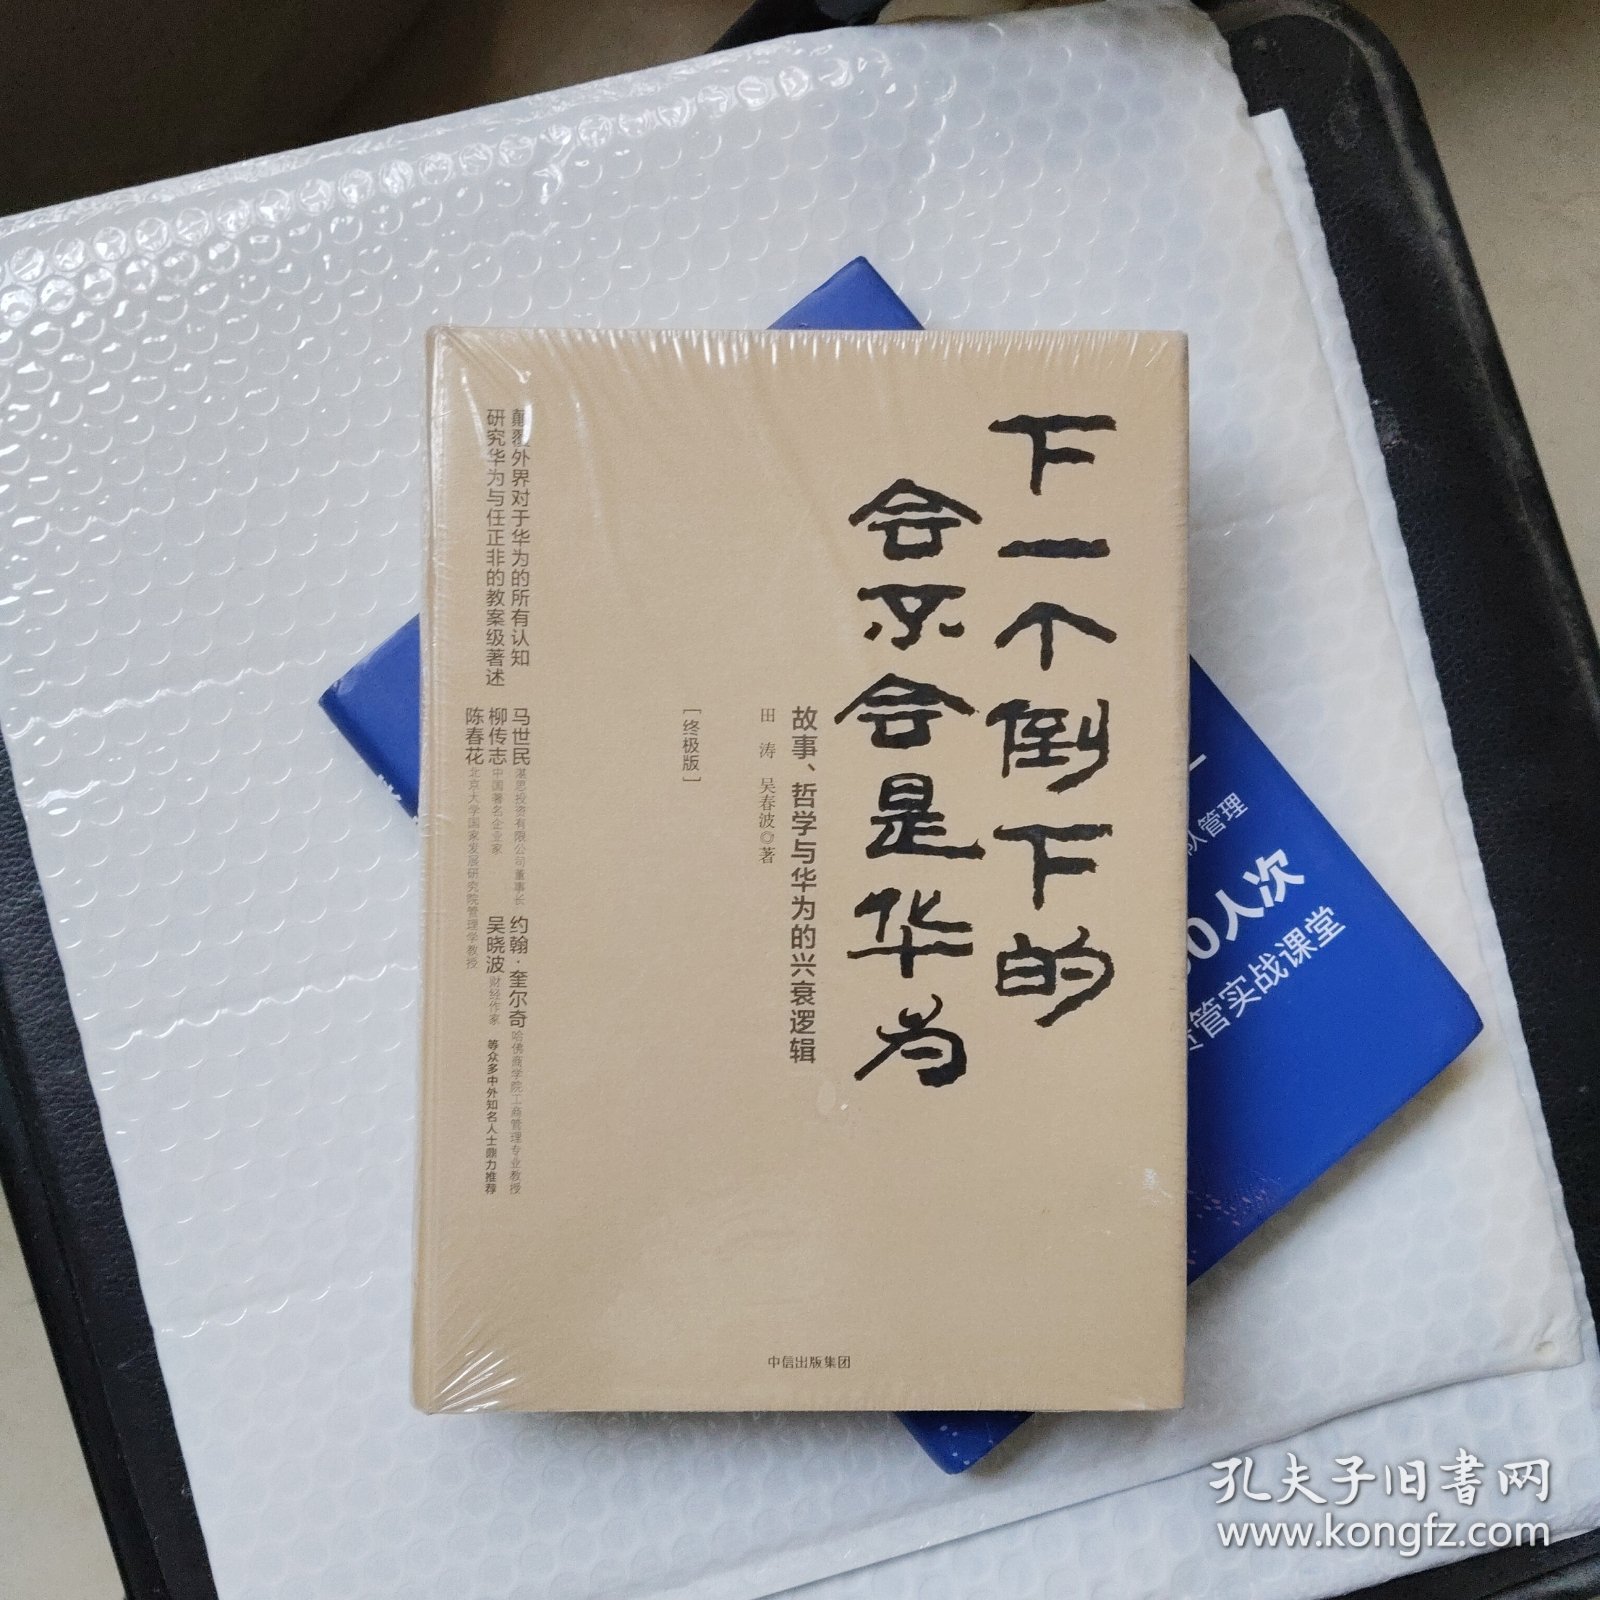 下一个倒下的
会不会是华为
故事、哲学与华为的兴衰逻辑
田 涛 吴春波◎著
[终极版]
颠覆外界对于华为的所有认知
研究华为与任正非的教案级著述
马世民 湛思投资有限公司董事长
柳传志 中国著名企业家
陈春花 北京大学国家发展研究院管理学教授
约翰·奎尔奇 哈佛商学院工商管理专业教授
吴晓波 财经作家
等众多中外知名人士鼎力推荐
中信出版集团
队管理
0人次
管实战课堂
孔夫子旧書网
www.kongfz.com